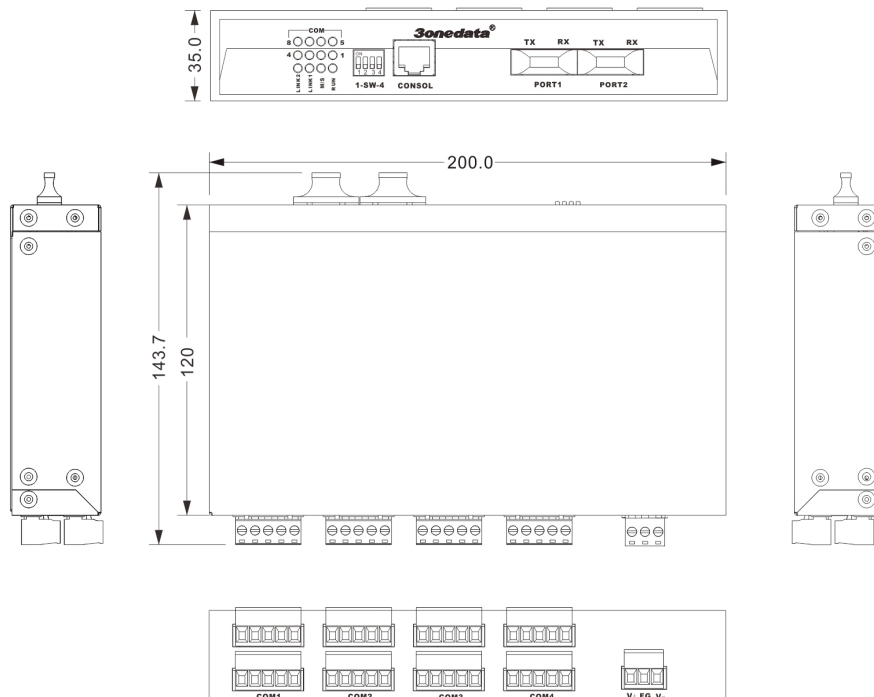 COM
3onedata®
8 5
4 1
35.0
LINK2
LINK1
M/S
RUN
ON
1 2 3 4
1-SW-4
CONSOL
TX RX TX RX
PORT1 PORT2
200.0
143.7
120
COM1 COM2 COM3 COM4 V+ FG V-